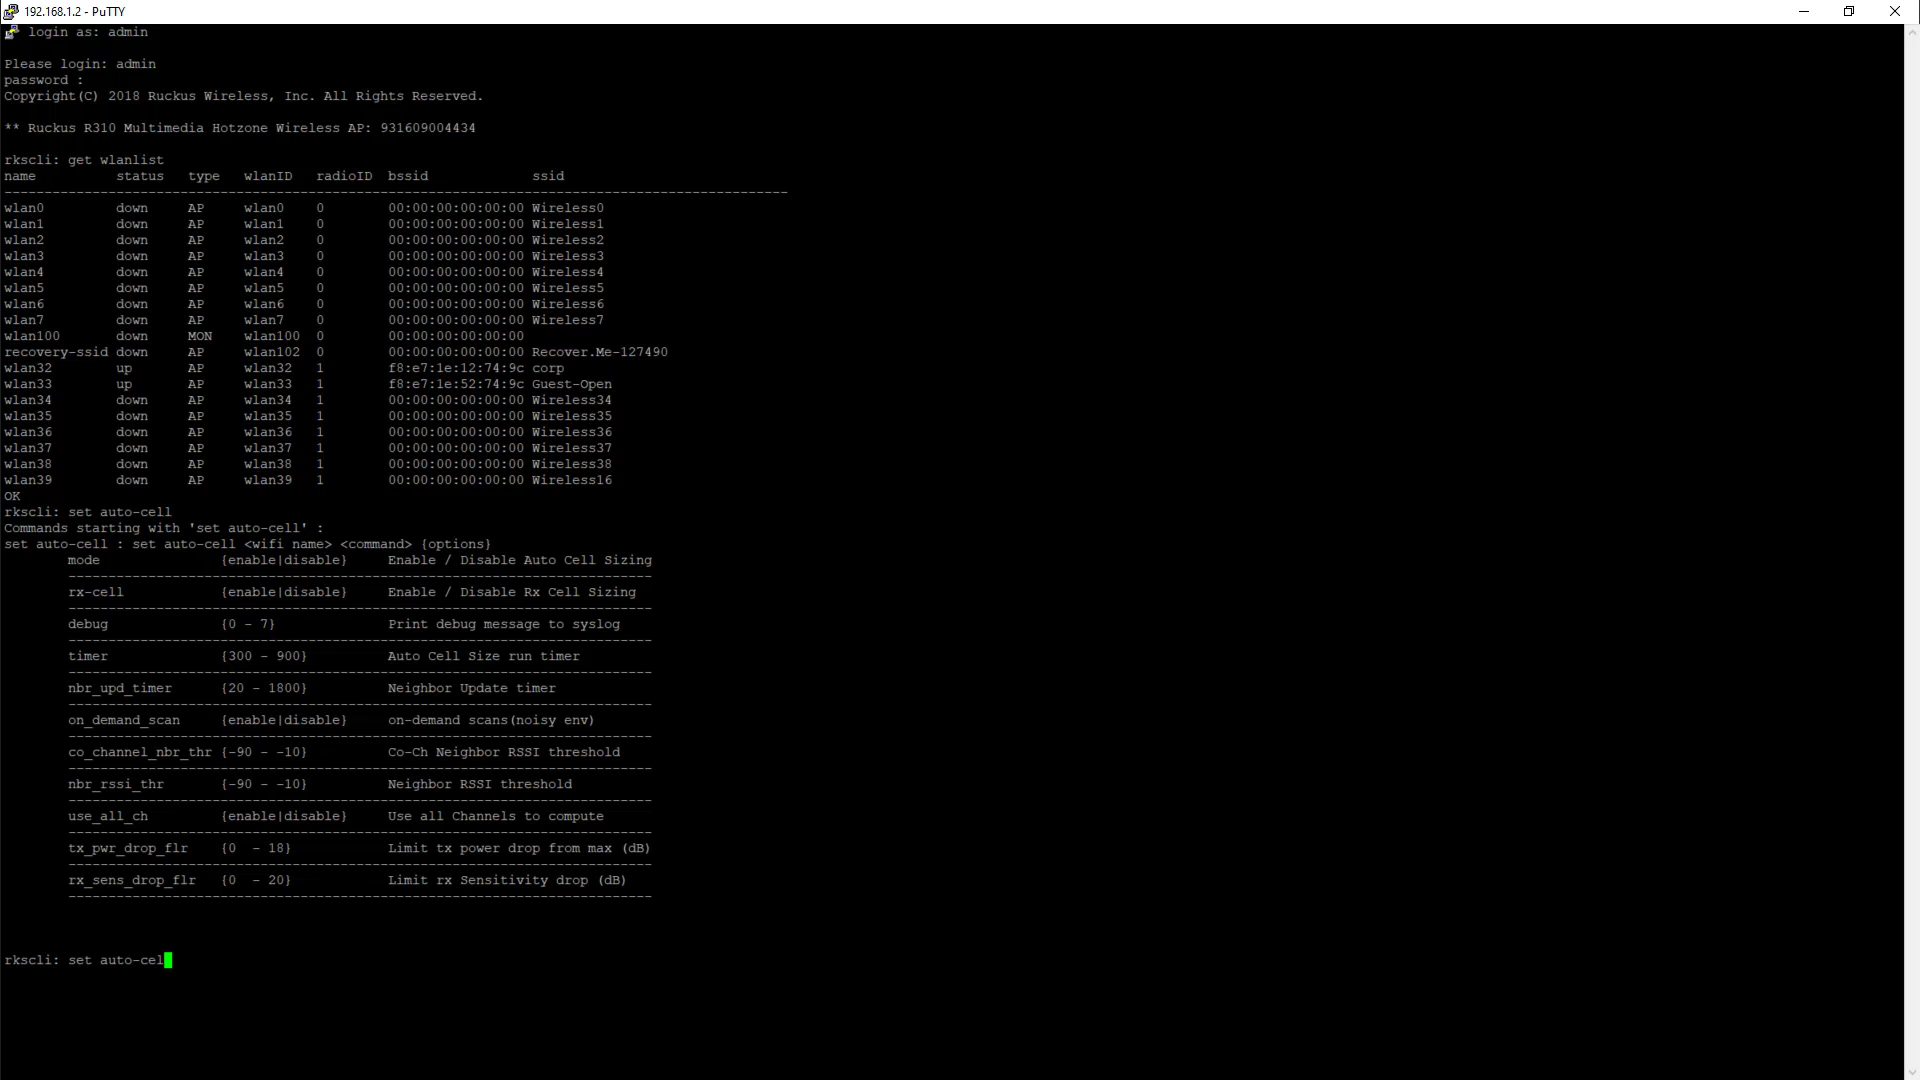 192.168.1.2 - PuTTY
login as: admin
Please login: admin
password :
Copyright(C) 2018 Ruckus Wireless, Inc. All Rights Reserved.
** Ruckus R310 Multimedia Hotzone Wireless AP: 931609004434
rkscli: get wlanlist
name          status   type   wlanID   radioID  bssid             ssid
----------------------------------------------------------------------------------------------------
wlan0         down     AP     wlan0    0        00:00:00:00:00:00 Wireless0
wlan1         down     AP     wlan1    0        00:00:00:00:00:00 Wireless1
wlan2         down     AP     wlan2    0        00:00:00:00:00:00 Wireless2
wlan3         down     AP     wlan3    0        00:00:00:00:00:00 Wireless3
wlan4         down     AP     wlan4    0        00:00:00:00:00:00 Wireless4
wlan5         down     AP     wlan5    0        00:00:00:00:00:00 Wireless5
wlan6         down     AP     wlan6    0        00:00:00:00:00:00 Wireless6
wlan7         down     AP     wlan7    0        00:00:00:00:00:00 Wireless7
wlan100       down     MON    wlan100  0        00:00:00:00:00:00
recovery-ssid down     AP     wlan102  0        00:00:00:00:00:00 Recover.Me-127490
wlan32        up       AP     wlan32   1        f8:e7:1e:12:74:9c corp
wlan33        up       AP     wlan33   1        f8:e7:1e:52:74:9c Guest-Open
wlan34        down     AP     wlan34   1        00:00:00:00:00:00 Wireless34
wlan35        down     AP     wlan35   1        00:00:00:00:00:00 Wireless35
wlan36        down     AP     wlan36   1        00:00:00:00:00:00 Wireless36
wlan37        down     AP     wlan37   1        00:00:00:00:00:00 Wireless37
wlan38        down     AP     wlan38   1        00:00:00:00:00:00 Wireless38
wlan39        down     AP     wlan39   1        00:00:00:00:00:00 Wireless16
OK
rkscli: set auto-cell
Commands starting with 'set auto-cell' :
set auto-cell : set auto-cell <wifi name> <command> {options}
mode               {enable|disable}     Enable / Disable Auto Cell Sizing
-------------------------------------------------------------------------
rx-cell            {enable|disable}     Enable / Disable Rx Cell Sizing
-------------------------------------------------------------------------
debug              {0 - 7}              Print debug message to syslog
-------------------------------------------------------------------------
timer              {300 - 900}          Auto Cell Size run timer
-------------------------------------------------------------------------
nbr_upd_timer      {20 - 1800}          Neighbor Update timer
-------------------------------------------------------------------------
on_demand_scan     {enable|disable}     on-demand scans(noisy env)
-------------------------------------------------------------------------
co_channel_nbr_thr {-90 - -10}          Co-Ch Neighbor RSSI threshold
-------------------------------------------------------------------------
nbr_rssi_thr       {-90 - -10}          Neighbor RSSI threshold
-------------------------------------------------------------------------
use_all_ch         {enable|disable}     Use all Channels to compute
-------------------------------------------------------------------------
tx_pwr_drop_flr    {0  - 18}            Limit tx power drop from max (dB)
-------------------------------------------------------------------------
rx_sens_drop_flr   {0  - 20}            Limit rx Sensitivity drop (dB)
-------------------------------------------------------------------------
rkscli: set auto-cel